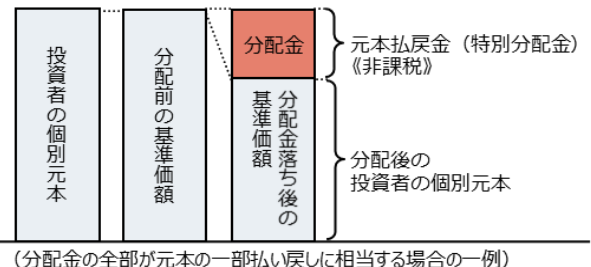 投資者の個別元本
分配前の基準価額
分配金
分配金落ち後の
基準価額
元本払戻金（特別分配金）
《非課税》
分配後の
投資者の個別元本
（分配金の全部が元本の一部払い戻しに相当する場合の一例）